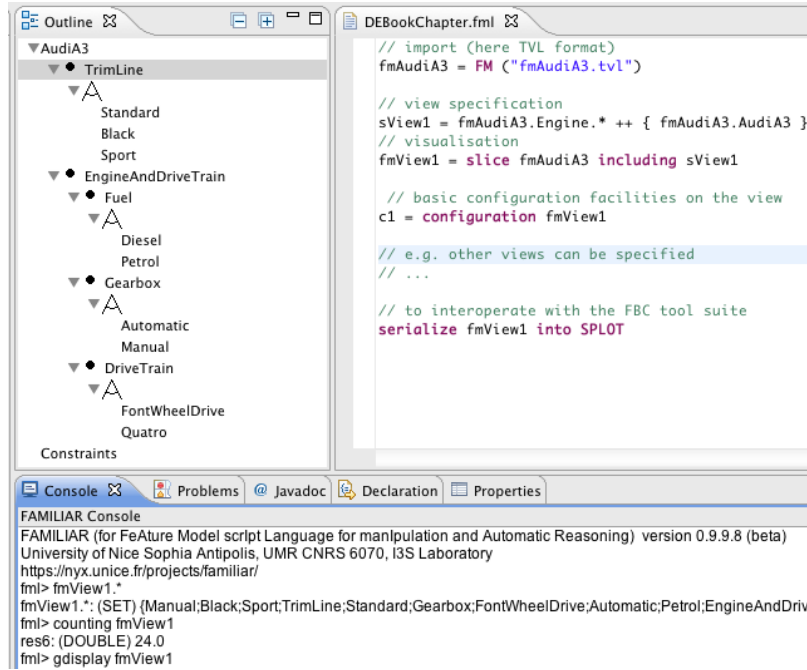 Outline
AudiA3
TrimLine
Standard
Black
Sport
EngineAndDriveTrain
Fuel
Diesel
Petrol
Gearbox
Automatic
Manual
DriveTrain
FontWheelDrive
Quatro
Constraints
DEBookChapter.fml
// import (here TVL format)
fmAudiA3 = FM ("fmAudiA3.tvl")
// view specification
sView1 = fmAudiA3.Engine.* ++ { fmAudiA3.AudiA3 }
// visualisation
fmView1 = slice fmAudiA3 including sView1
// basic configuration facilities on the view
c1 = configuration fmView1
// e.g. other views can be specified
// ...
// to interoperate with the FBC tool suite
serialize fmView1 into SPLOT
Console Problems @ Javadoc Declaration Properties
FAMILIAR Console
FAMILIAR (for FeAture Model scrIpt Language for manIpulation and Automatic Reasoning) version 0.9.9.8 (beta)
University of Nice Sophia Antipolis, UMR CNRS 6070, I3S Laboratory
https://nyx.unice.fr/projects/familiar/
fml> fmView1.*
fmView1.*: (SET) {Manual;Black;Sport;TrimLine;Standard;Gearbox;FontWheelDrive;Automatic;Petrol;EngineAndDriv
fml> counting fmView1
res6: (DOUBLE) 24.0
fml> gdisplay fmView1